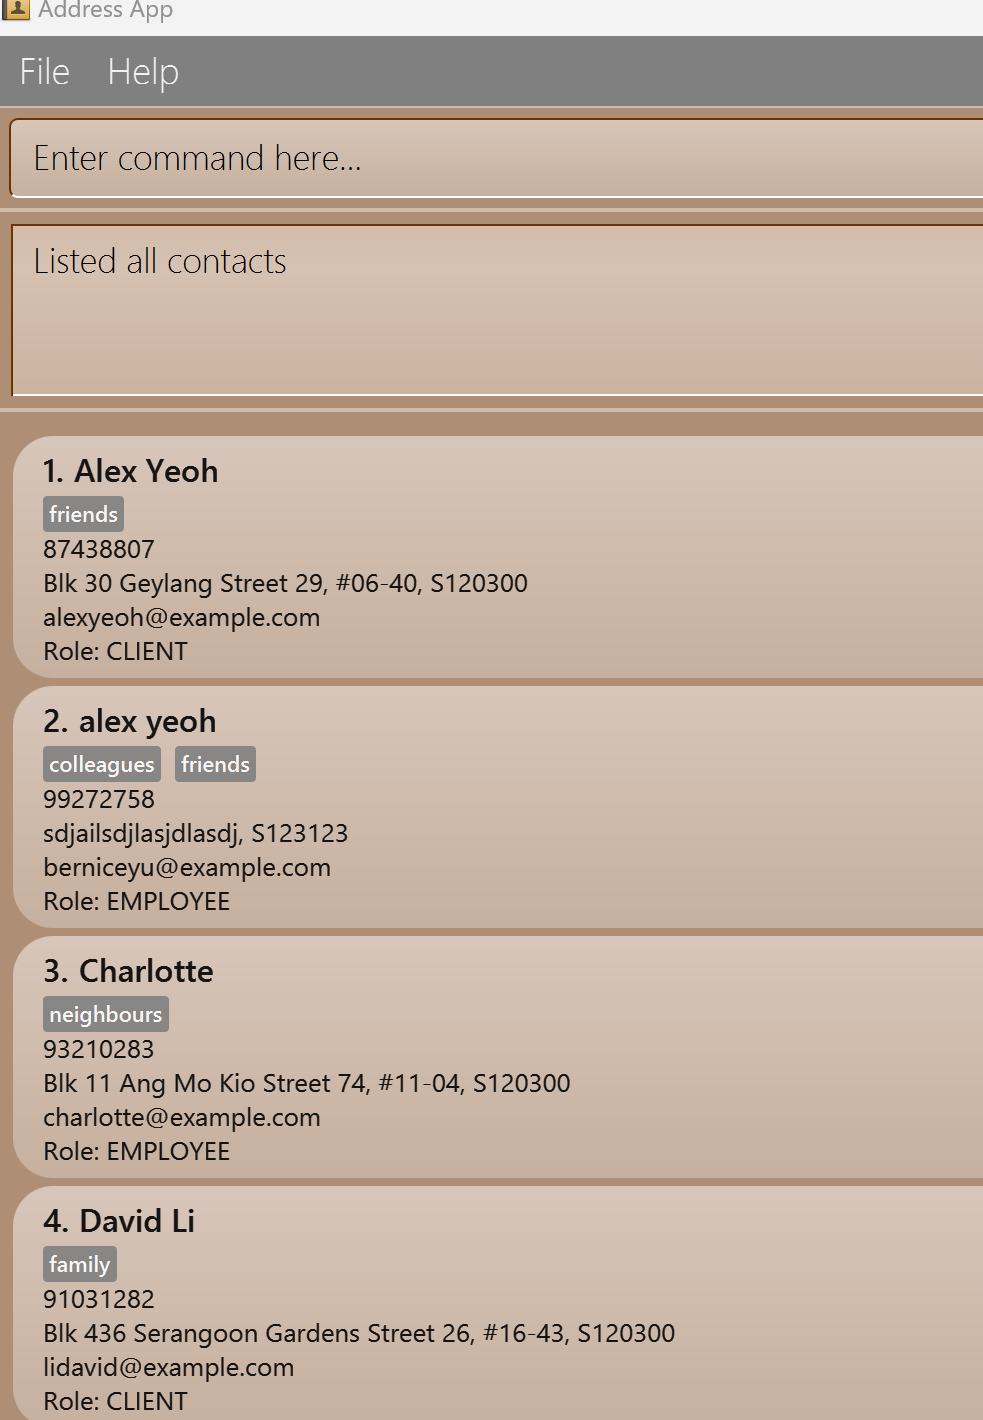 Address App
File Help
Enter command here...
Listed all contacts
1. Alex Yeoh
friends
87438807
Blk 30 Geylang Street 29, #06-40, S120300
alexyeoh@example.com
Role: CLIENT
2. alex yeoh
colleagues friends
99272758
sdjailsdjlasjdlasdj, S123123
berniceyu@example.com
Role: EMPLOYEE
3. Charlotte
neighbours
93210283
Blk 11 Ang Mo Kio Street 74, #11-04, S120300
charlotte@example.com
Role: EMPLOYEE
4. David Li
family
91031282
Blk 436 Serangoon Gardens Street 26, #16-43, S120300
lidavid@example.com
Role: CLIENT